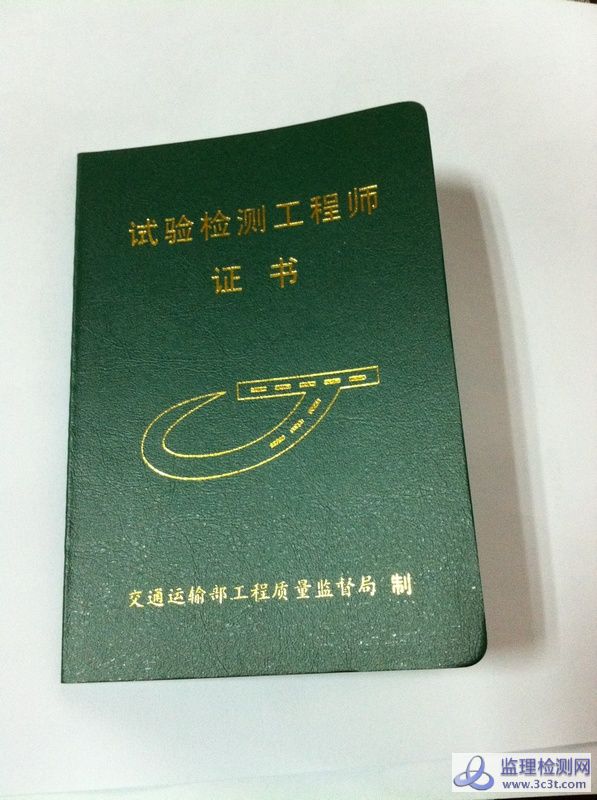 试验检测工程师
证书
交通运输部工程质量监督局 制
监理检测网
www.3c3t.com